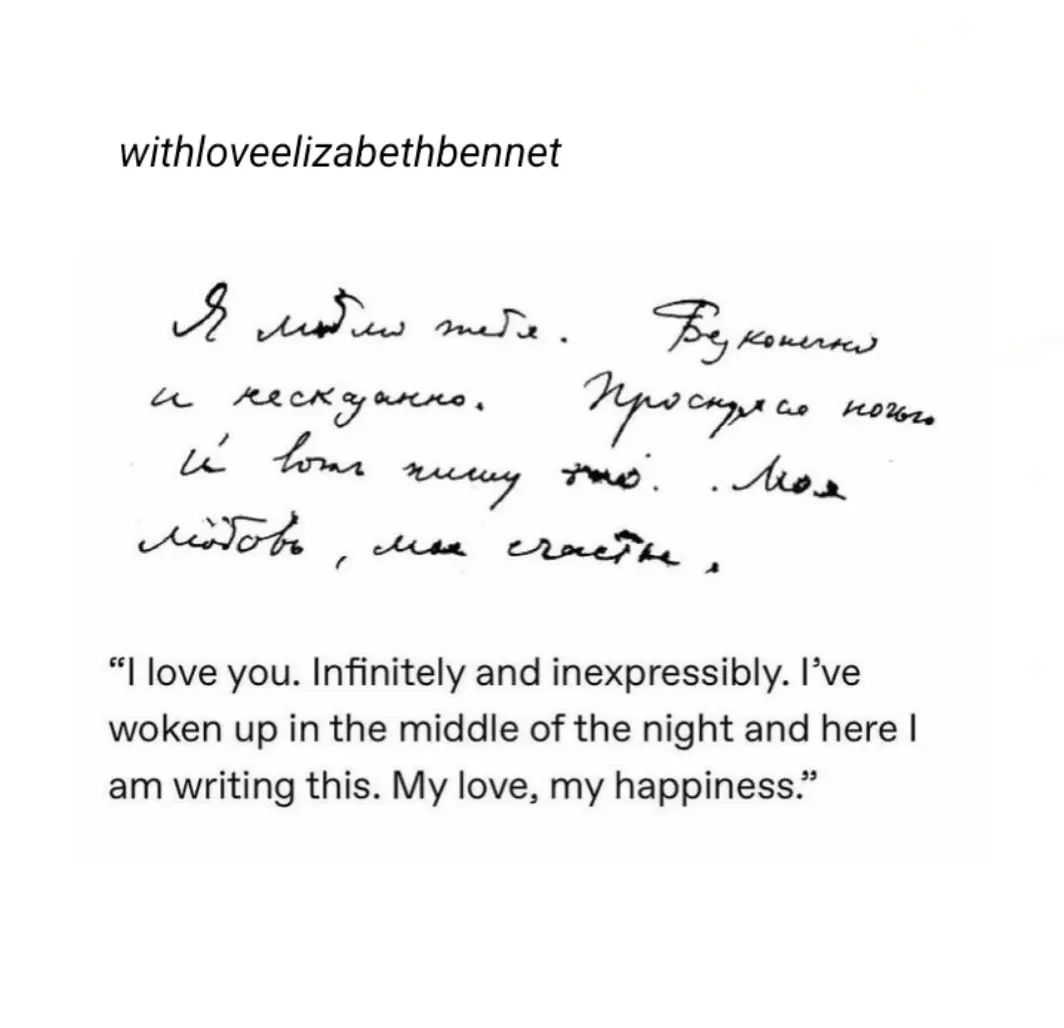 withloveelizabethbennet
Я люблю тебя. Бесконечно
и несказанно. Проснулся ночью
и вот пишу это. Моя
любовь, мое счастье.
“I love you. Infinitely and inexpressibly. I’ve
woken up in the middle of the night and here I
am writing this. My love, my happiness.”